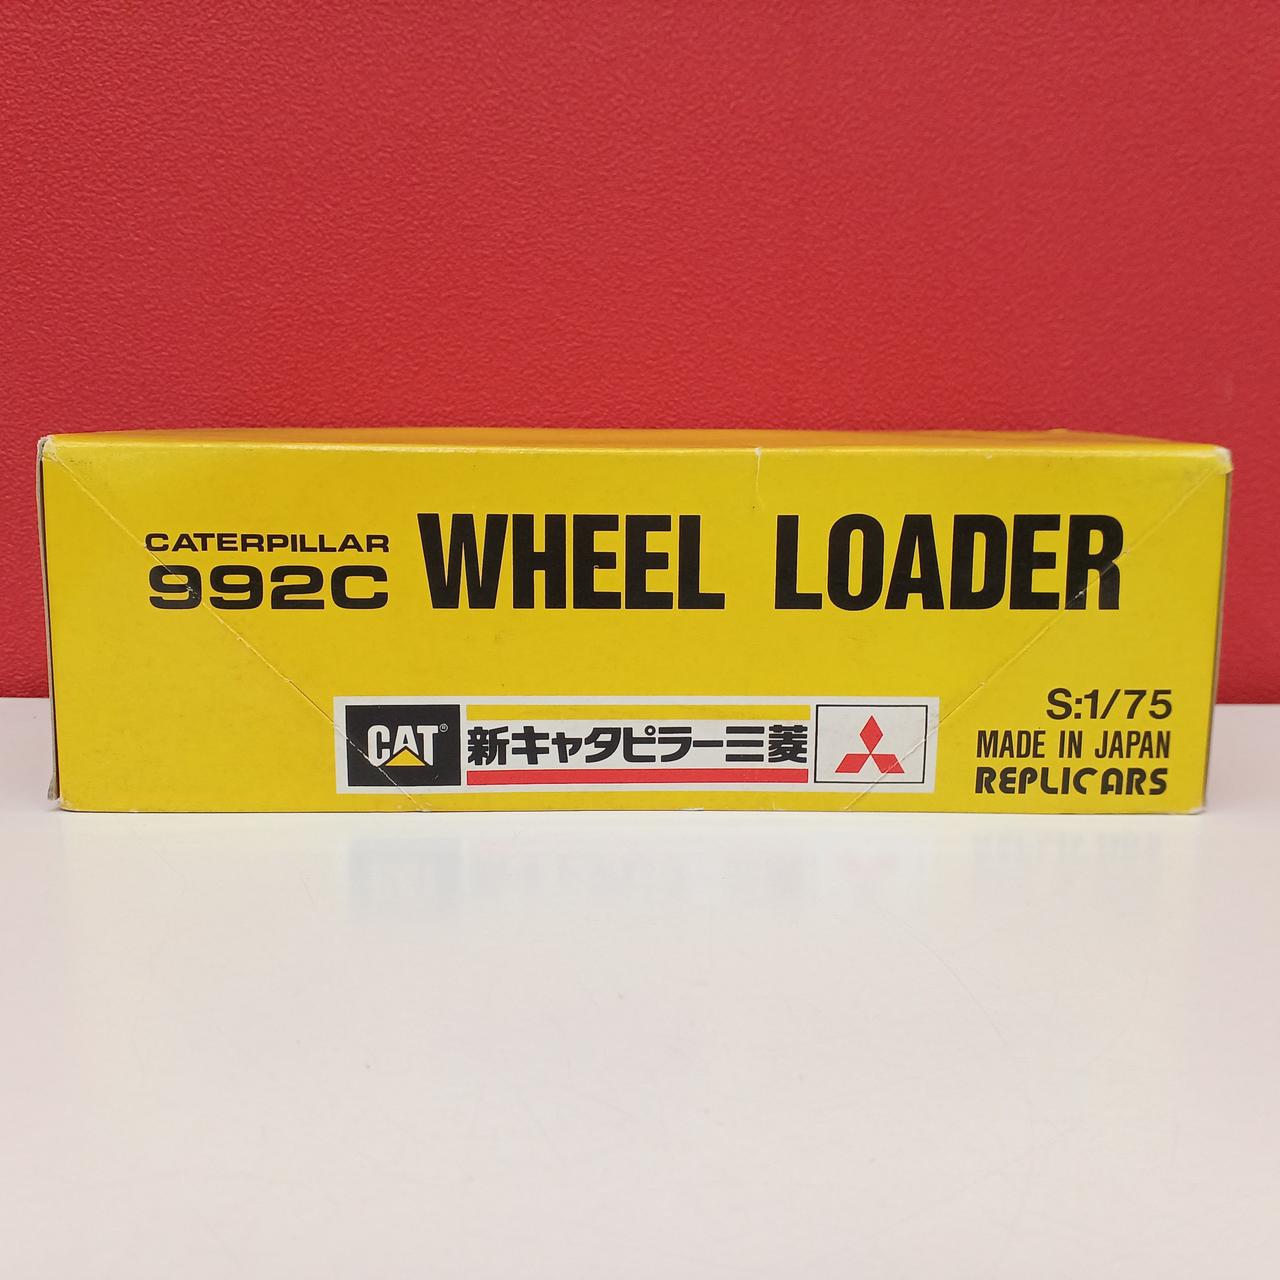 CATERPILLAR
992C WHEEL LOADER
CAT® 新キャタピラー三菱
S:1/75
MADE IN JAPAN
REPLICARS